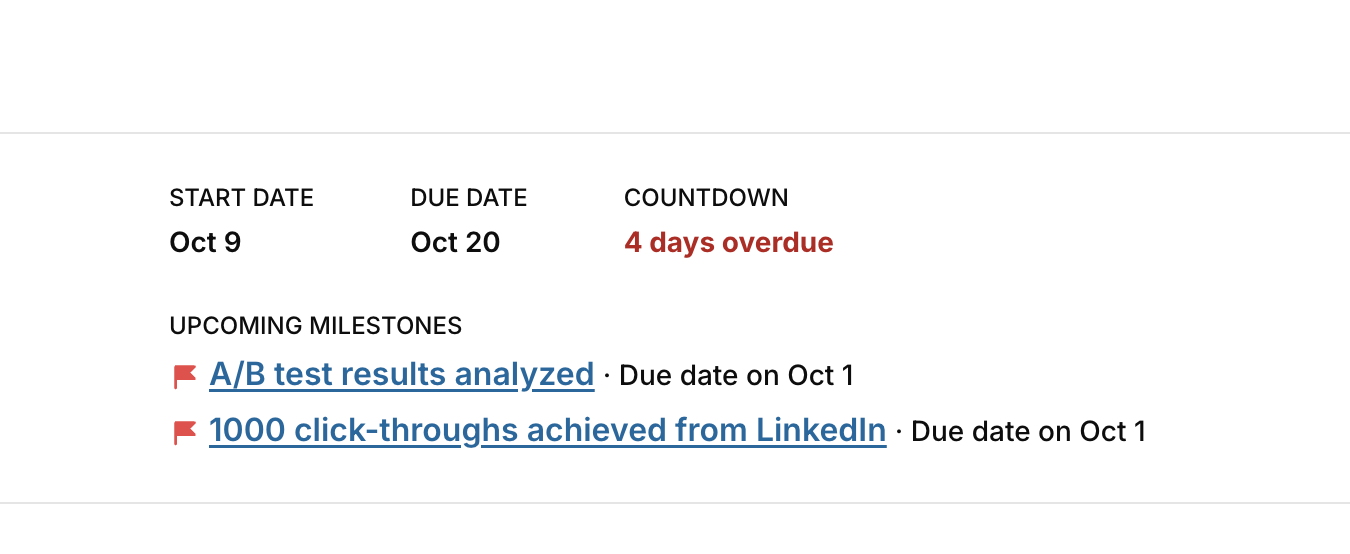 START DATE DUE DATE COUNTDOWN
Oct 9 Oct 20 4 days overdue
UPCOMING MILESTONES
A/B test results analyzed · Due date on Oct 1
1000 click-throughs achieved from LinkedIn · Due date on Oct 1